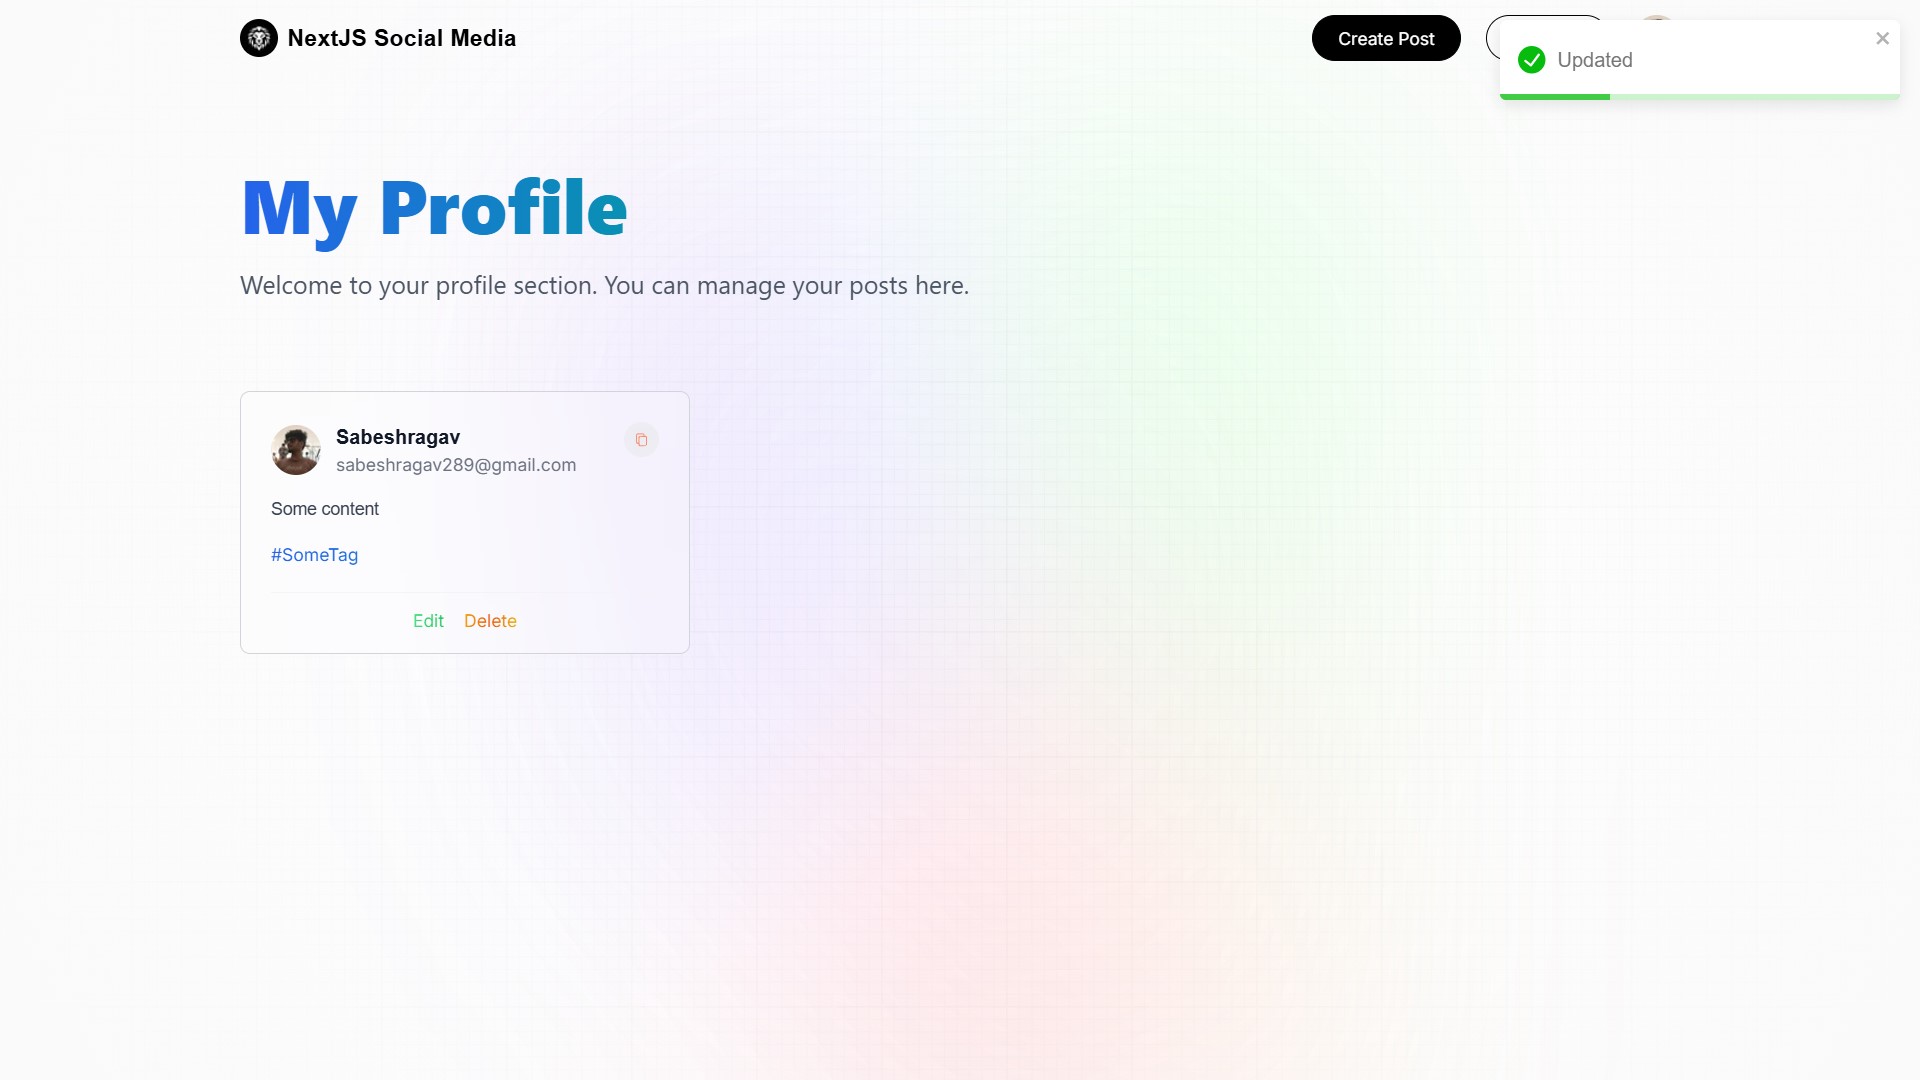 NextJS Social Media
Create Post
Updated
My Profile
Welcome to your profile section. You can manage your posts here.
Sabeshragav
sabeshragav289@gmail.com
Some content
#SomeTag
Edit Delete